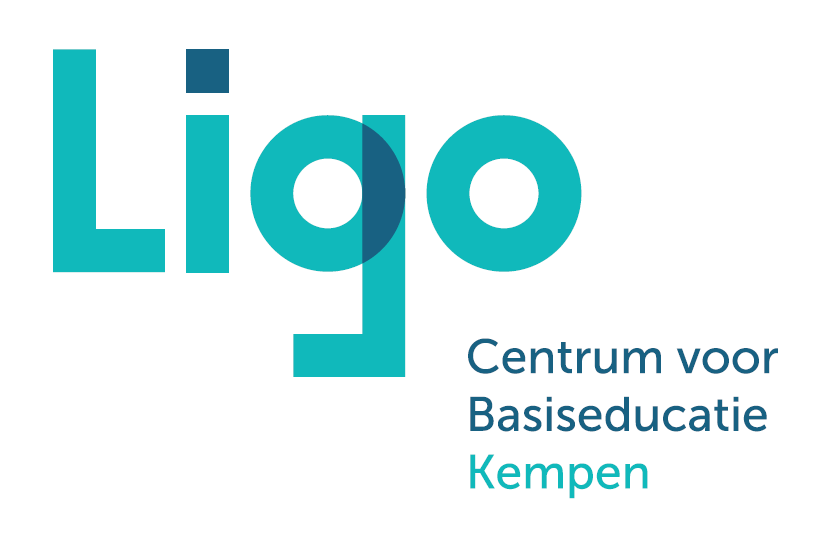 Ligo
Centrum voor
Basiseducatie
Kempen